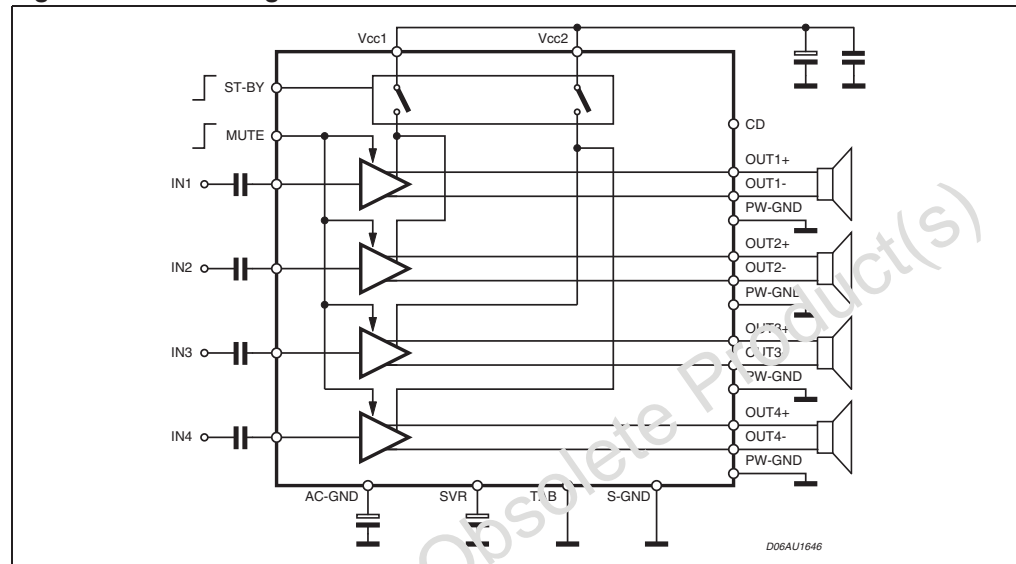 Vcc1
Vcc2
ST-BY
MUTE
CD
OUT1+
IN1
OUT1-
PW-GND
OUT2+
IN2
OUT2-
PW-GND
OUT3+
IN3
OUT3
PW-GND
OUT4+
IN4
OUT4-
PW-GND
AC-GND
SVR
TAB
S-GND
D06AU1646
Obsolete Product(s)